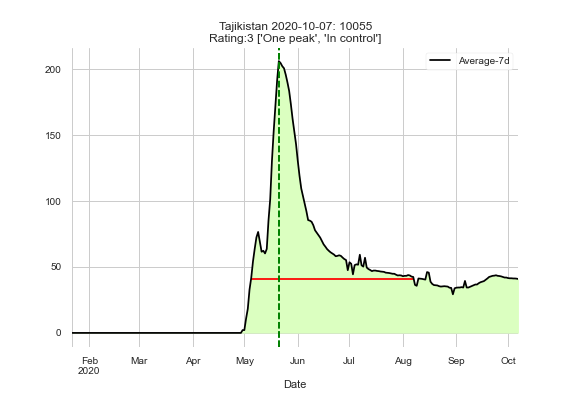 Tajikistan 2020-10-07: 10055
Rating:3 ['One peak', 'In control']
Average-7d
200
150
100
50
0
Feb Mar Apr May Jun Jul Aug Sep Oct
2020
Date